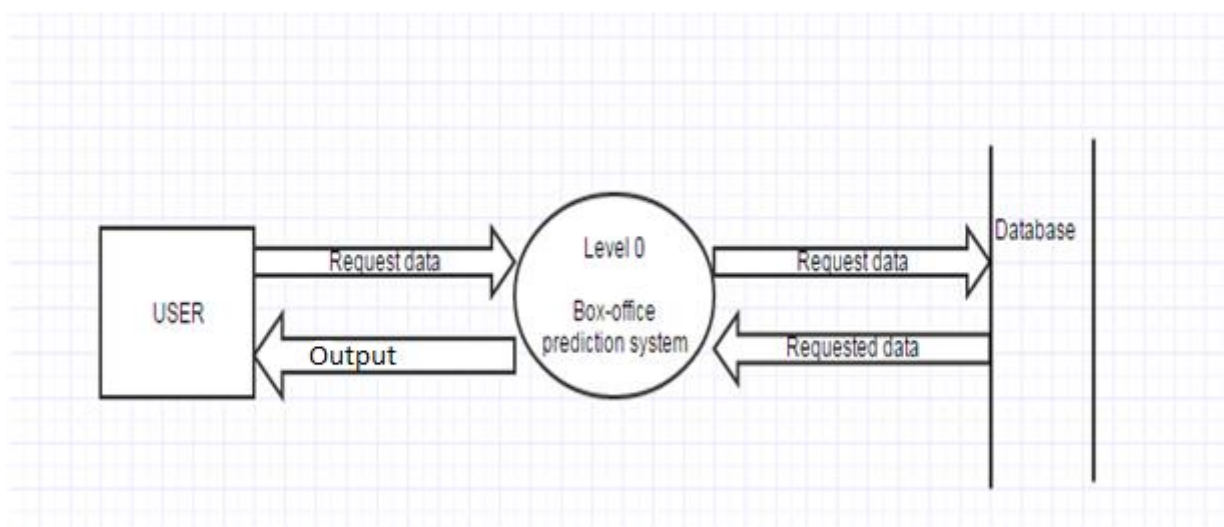 USER
Request data
Output
Level 0
Box-office
prediction system
Request data
Requested data
Database